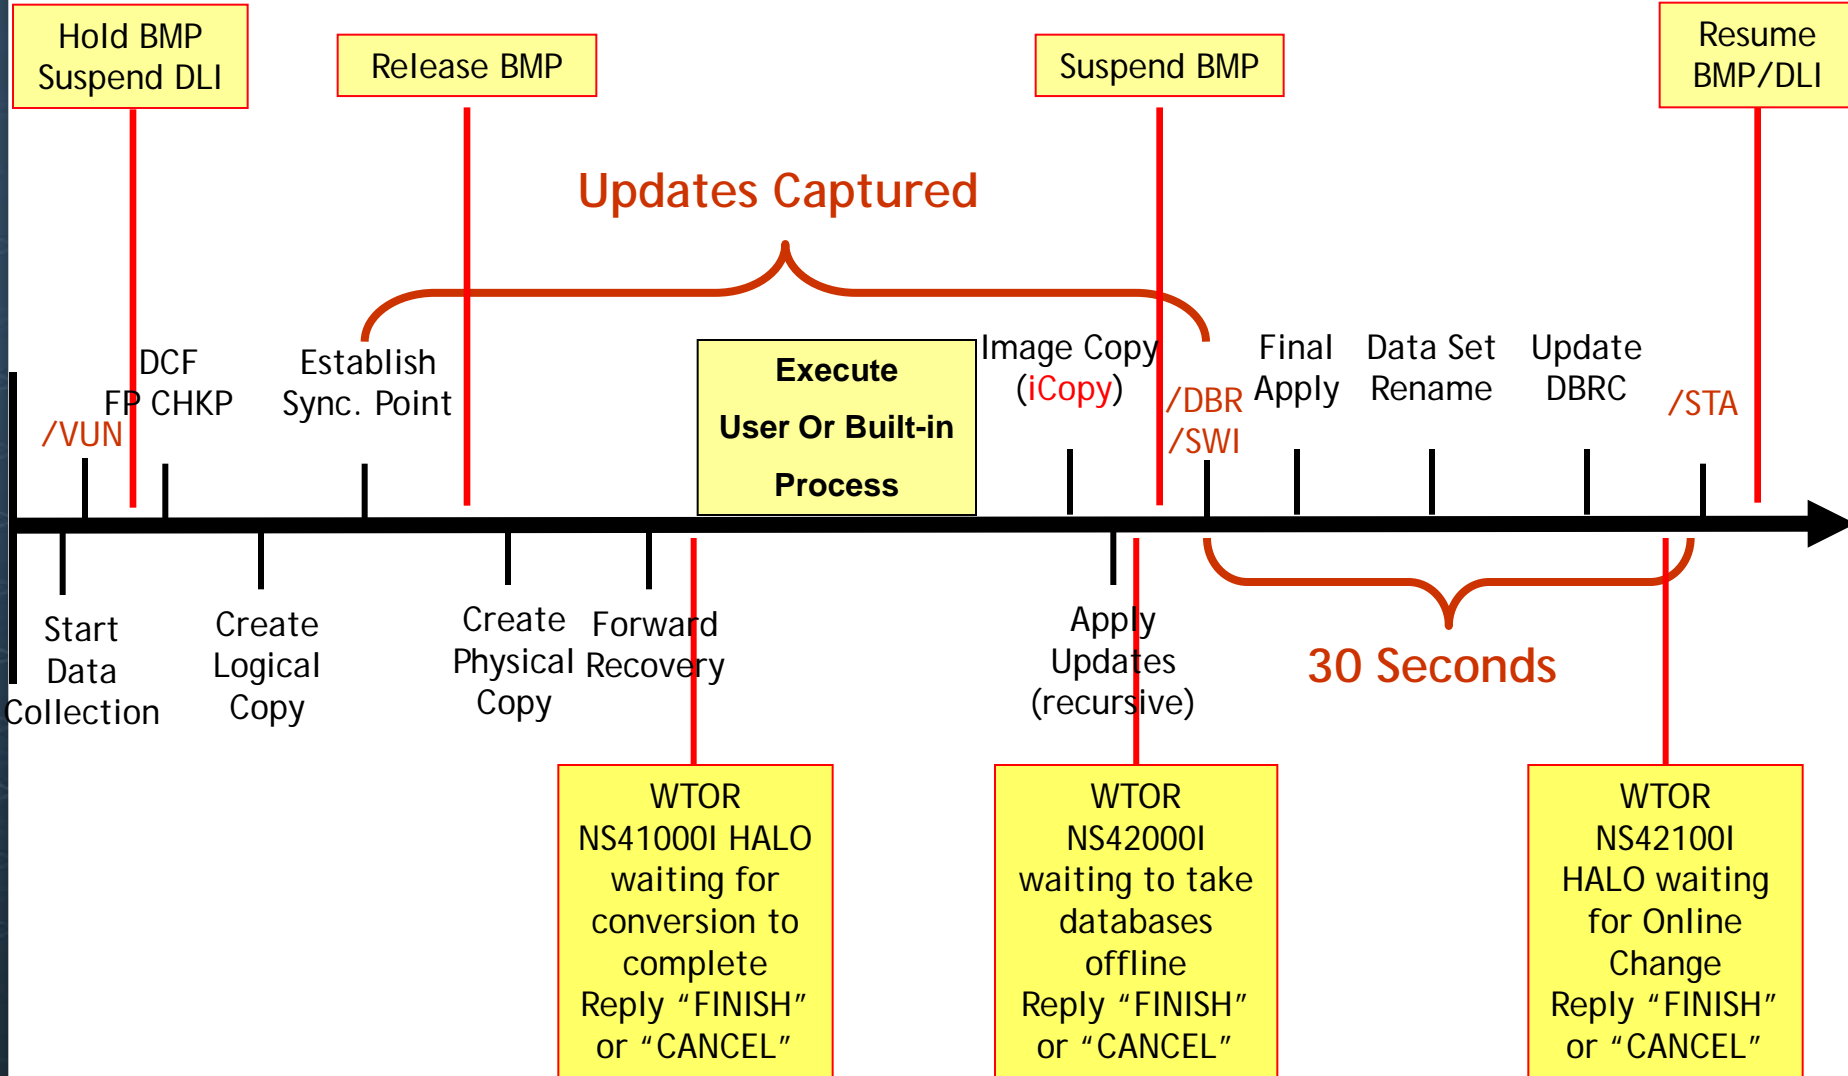 Hold BMP
Suspend DLI
Release BMP
Suspend BMP
Resume
BMP/DLI
Updates Captured
/VUN
DCF
FP CHKP
Establish
Sync. Point
Execute
User Or Built-in
Process
Image Copy
(iCopy)
/DBR
/SWI
Final
Apply
Data Set
Rename
Update
DBRC
/STA
Start
Data
Collection
Create
Logical
Copy
Create
Physical
Copy
Forward
Recovery
Apply
Updates
(recursive)
30 Seconds
WTOR
NS41000I HALO
waiting for
conversion to
complete
Reply “FINISH”
or “CANCEL”
WTOR
NS42000I
waiting to take
databases
offline
Reply “FINISH”
or “CANCEL”
WTOR
NS42100I
HALO waiting
for Online
Change
Reply “FINISH”
or “CANCEL”